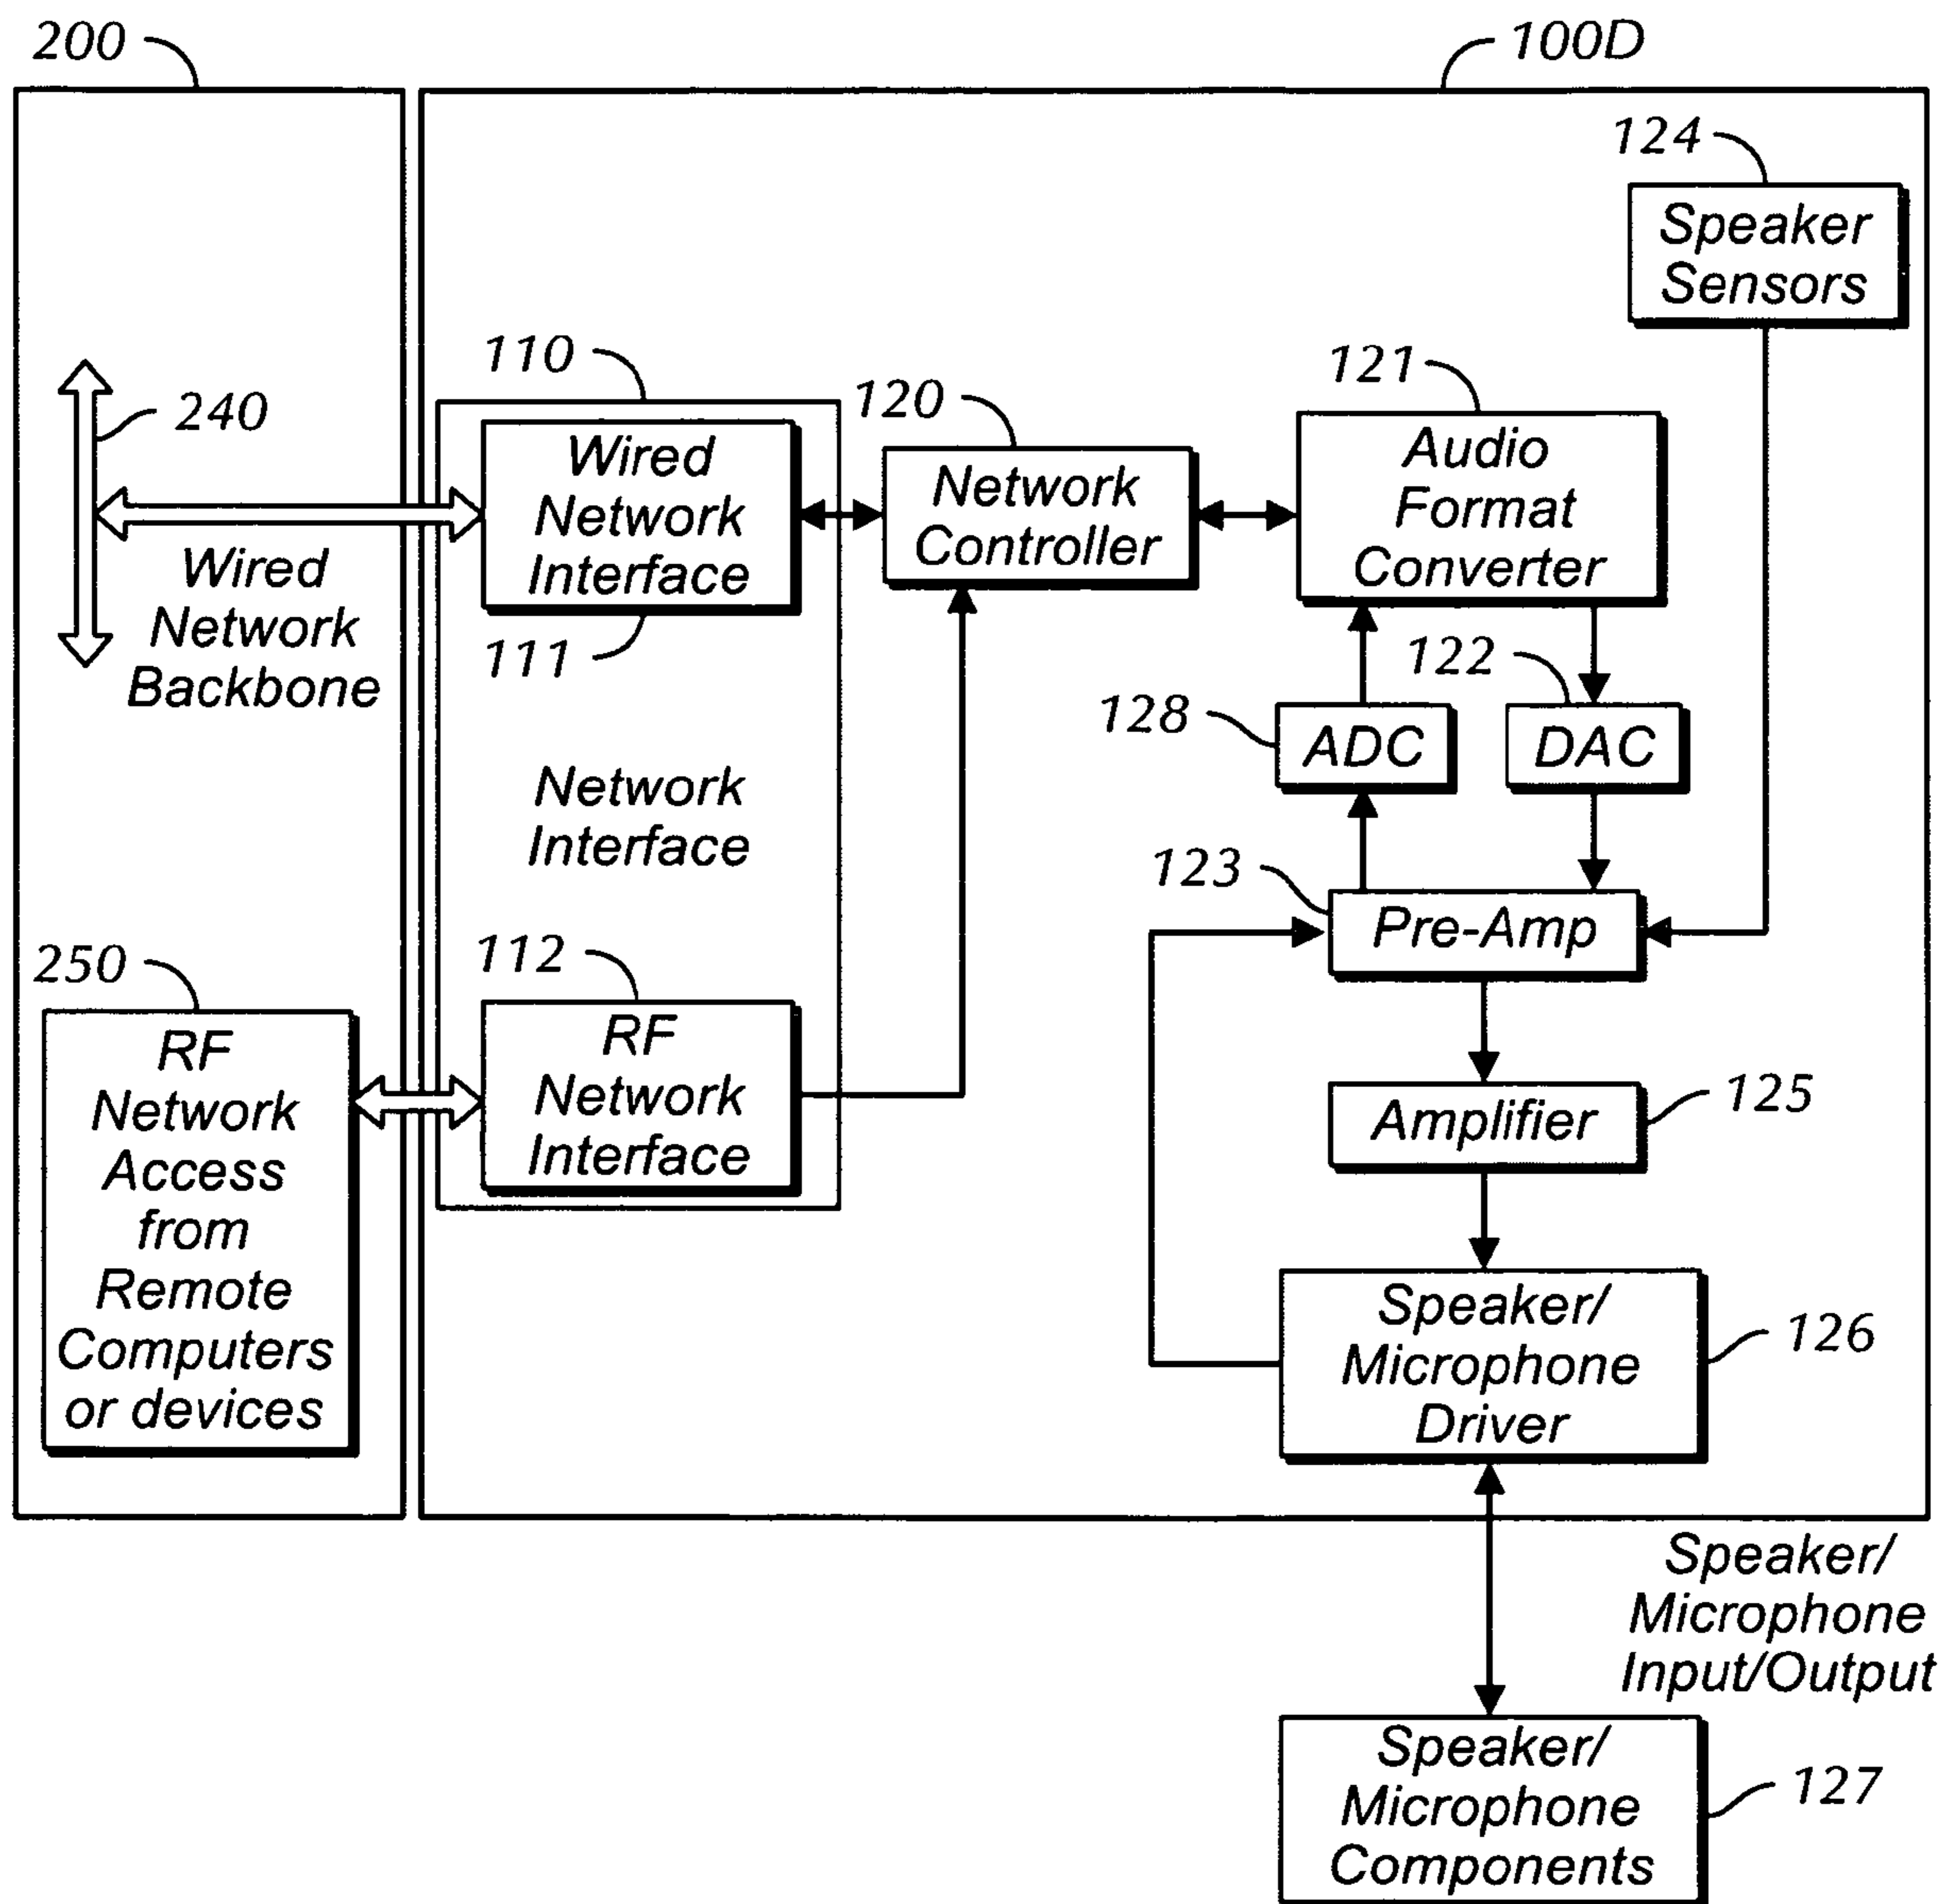 200
100D
124
Speaker
Sensors
110
240
120
121
Wired
Network
Interface
Network
Controller
Audio
Format
Converter
Wired
Network
Backbone
111
122
128
ADC
DAC
Network
Interface
123
Pre-Amp
250
112
RF
Network
Access
from
Remote
Computers
or devices
RF
Network
Interface
Amplifier
125
Speaker/
Microphone
Driver
126
Speaker/
Microphone
Input/Output
Speaker/
Microphone
Components
127